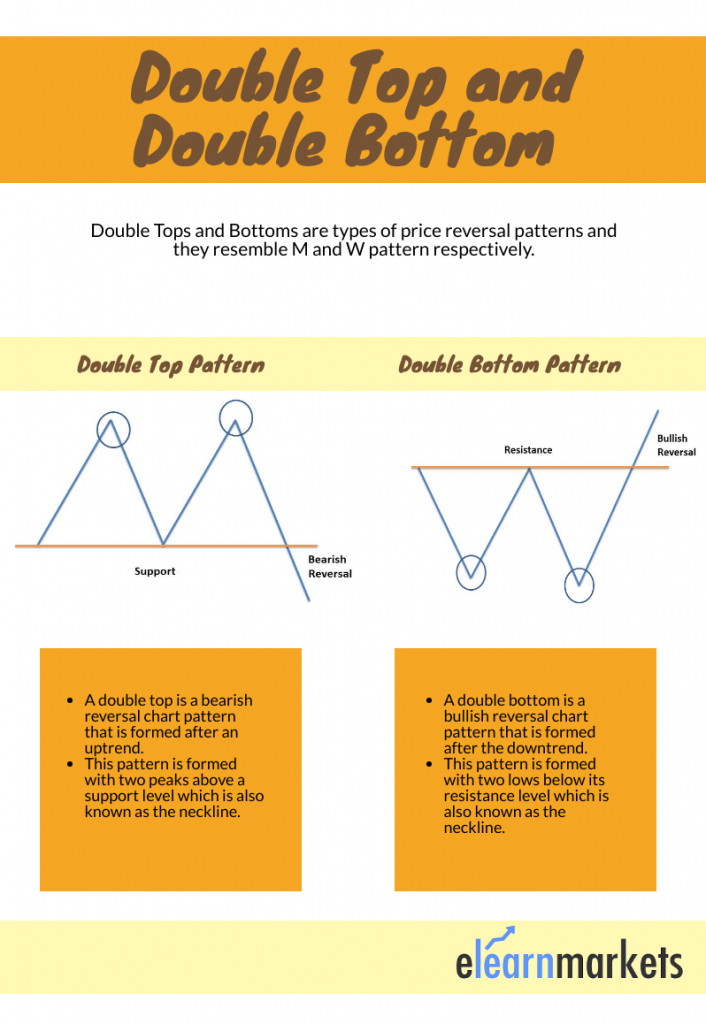 Double Top and
Double Bottom
Double Tops and Bottoms are types of price reversal patterns and
they resemble M and W pattern respectively.
Double Top Pattern
Support
Bearish
Reversal
• A double top is a bearish
reversal chart pattern
that is formed after an
uptrend.
• This pattern is formed
with two peaks above a
support level which is also
known as the neckline.
Double Bottom Pattern
Resistance
Bullish
Reversal
• A double bottom is a
bullish reversal chart
pattern that is formed
after the downtrend.
• This pattern is formed
with two lows below its
resistance level which is
also known as the
neckline.
elearnmarkets